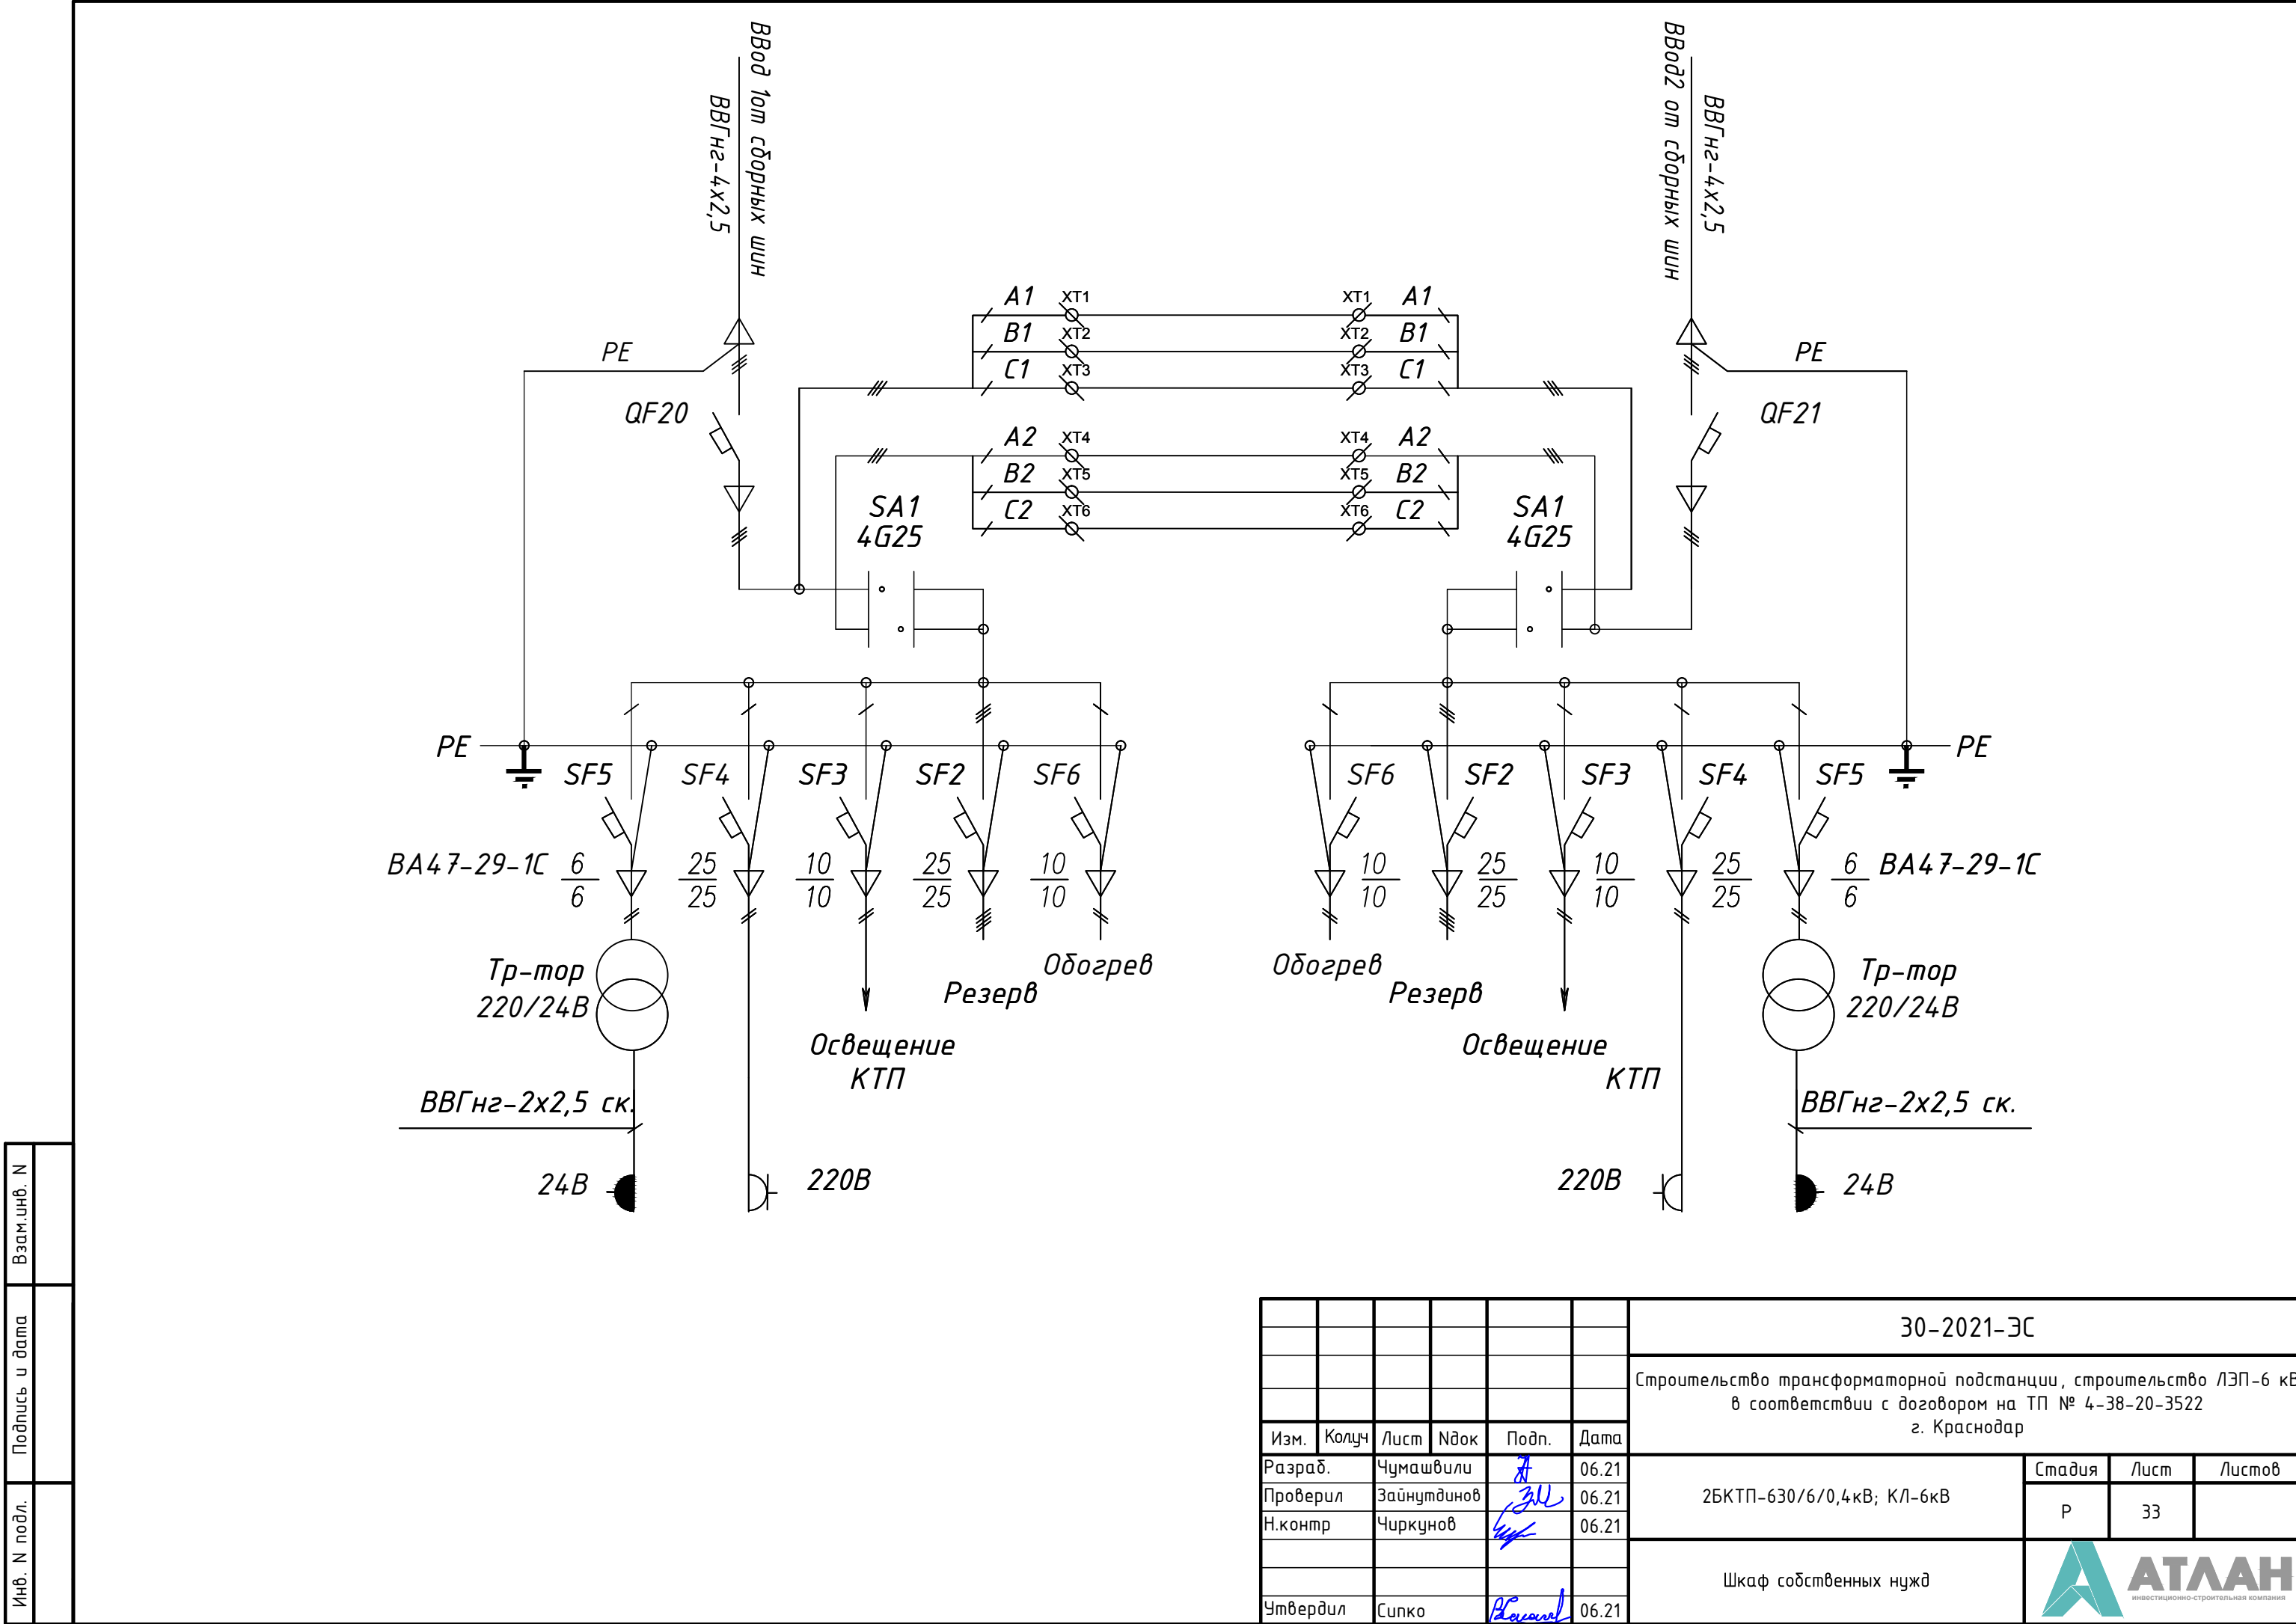 ВВод 1от сборных шин
ВВГнг-4х2,5
ВВод2 от сборных шин
ВВГнг-4х2,5
PE
QF20
A1 XT1 XT1 A1
B1 XT2 XT2 B1
C1 XT3 XT3 C1
A2 XT4 XT4 A2
B2 XT5 XT5 B2
C2 XT6 XT6 C2
PE
QF21
SA1
4G25
SA1
4G25
PE
PE
SF5 SF4 SF3 SF2 SF6
SF6 SF2 SF3 SF4 SF5
ВА47-29-1С 6 25 10 25 10
6 25 10 25 10
10 25 10 25 6 ВА47-29-1С
10 25 10 25 6
Тр-тор
220/24В
Освещение
КТП
Резерв
Обогрев
Обогрев
Резерв
Освещение
КТП
Тр-тор
220/24В
ВВГнг-2х2,5 ск.
ВВГнг-2х2,5 ск.
24В
220В
220В
24В
Взам.инв. N
Подпись и дата
Инв. N подл.
30-2021-ЭС
Строительство трансформаторной подстанции, строительство ЛЭП-6 кВ
в соответствии с договором на ТП № 4-38-20-3522
г. Краснодар
Изм. Колуч Лист Nдок Подп. Дата
Разраб. Чумашвили 06.21
Проверил Зайнутдинов 06.21
Н.контр Чиркунов 06.21
Утвердил Сипко 06.21
2БКТП-630/6/0,4кВ; КЛ-6кВ
Стадия Лист Листов
Р 33
Шкаф собственных нужд
АТЛАН
инвестиционно-строительная компания